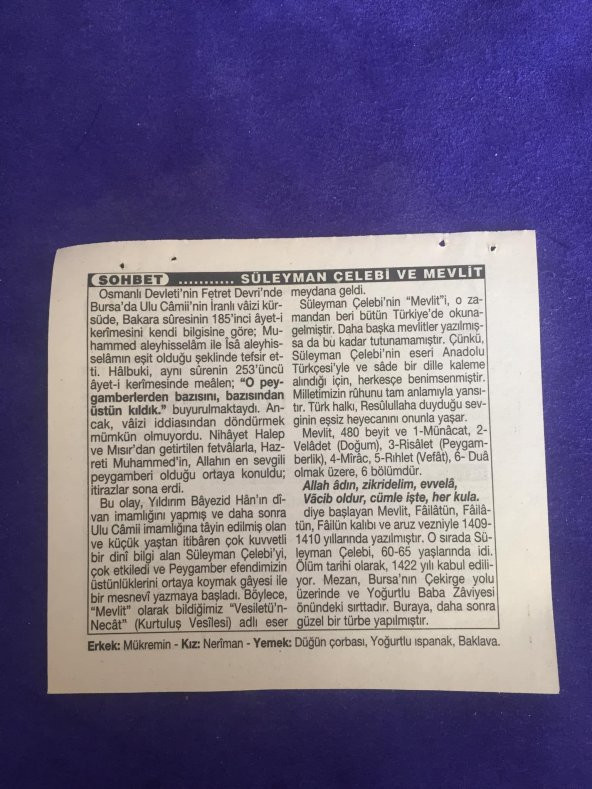 SOHBET ........... SÜLEYMAN ÇELEBİ VE MEVLİT
Osmanlı Devleti'nin Fetret Devri'nde
Bursa'da Ulu Câmii'nin İranlı vâizi kür-
süde, Bakara sûresinin 185'inci âyet-i
kerîmesini kendi bilgisine göre; Mu-
hammed aleyhisselâm ile Îsâ aleyhis-
selâmın eşit olduğu şeklinde tefsir et-
ti. Hâlbuki, aynı sûrenin 253'üncü
âyet-i kerîmesinde meâlen; "O pey-
gamberlerden bazısını, bazısından
üstün kıldık." buyurulmaktaydı. An-
cak, vâizi iddiasından döndürmek
mümkün olmuyordu. Nihâyet Halep
ve Mısır'dan getirtilen fetvâlarla, Haz-
reti Muhammed'in, Allahın en sevgili
peygamberi olduğu ortaya konuldu;
itirazlar sona erdi.
Bu olay, Yıldırım Bâyezid Hân'ın dî-
van imamlığını yapmış ve daha sonra
Ulu Câmii imamlığına tâyin edilmiş olan
ve küçük yaştan itibâren çok kuvvetli
bir dinî bilgi alan Süleyman Çelebi'yi,
çok etkiledi ve Peygamber efendimizin
üstünlüklerini ortaya koymak gâyesi ile
bir mesnevî yazmaya başladı. Böylece,
"Mevlit" olarak bildiğimiz "Vesiletü'n-
Necât" (Kurtuluş Vesîlesi) adlı eser
meydana geldi.
Süleyman Çelebi'nin "Mevlit"i, o za-
mandan beri bütün Türkiye'de okuna-
gelmiştir. Daha başka mevlitler yazılmış-
sa da bu kadar tutunamamıştır. Çünkü,
Süleyman Çelebi'nin eseri Anadolu
Türkçesi'yle ve sâde bir dille kaleme
alındığı için, herkesçe benimsenmiştir.
Milletimizin rûhunu tam anlamıyla yansı-
tır. Türk halkı, Resûlullaha duyduğu sev-
ginin eşsiz heyecanını onunla yaşar.
Mevlit, 480 beyit ve 1-Münâcat, 2-
Velâdet (Doğum), 3-Risâlet (Peygam-
berlik), 4-Mîrâc, 5-Rıhlet (Vefât), 6- Duâ
olmak üzere, 6 bölümdür.
Allah âdın, zikridelim, evvelâ,
Vâcib oldur, cümle işte, her kula.
diye başlayan Mevlit, Fâilâtün, Fâilâ-
tün, Fâilün kalıbı ve aruz vezniyle 1409-
1410 yıllarında yazılmıştır. O sırada Sü-
leyman Çelebi, 60-65 yaşlarında idi.
Ölüm tarihi olarak, 1422 yılı kabul edili-
yor. Mezarı, Bursa'nın Çekirge yolu
üzerinde ve Yoğurtlu Baba Zâviyesi
önündeki sırttadır. Buraya, daha sonra
güzel bir türbe yapılmıştır.
Erkek: Mükremin - Kız: Nerîman - Yemek: Düğün çorbası, Yoğurtlu ıspanak, Baklava.